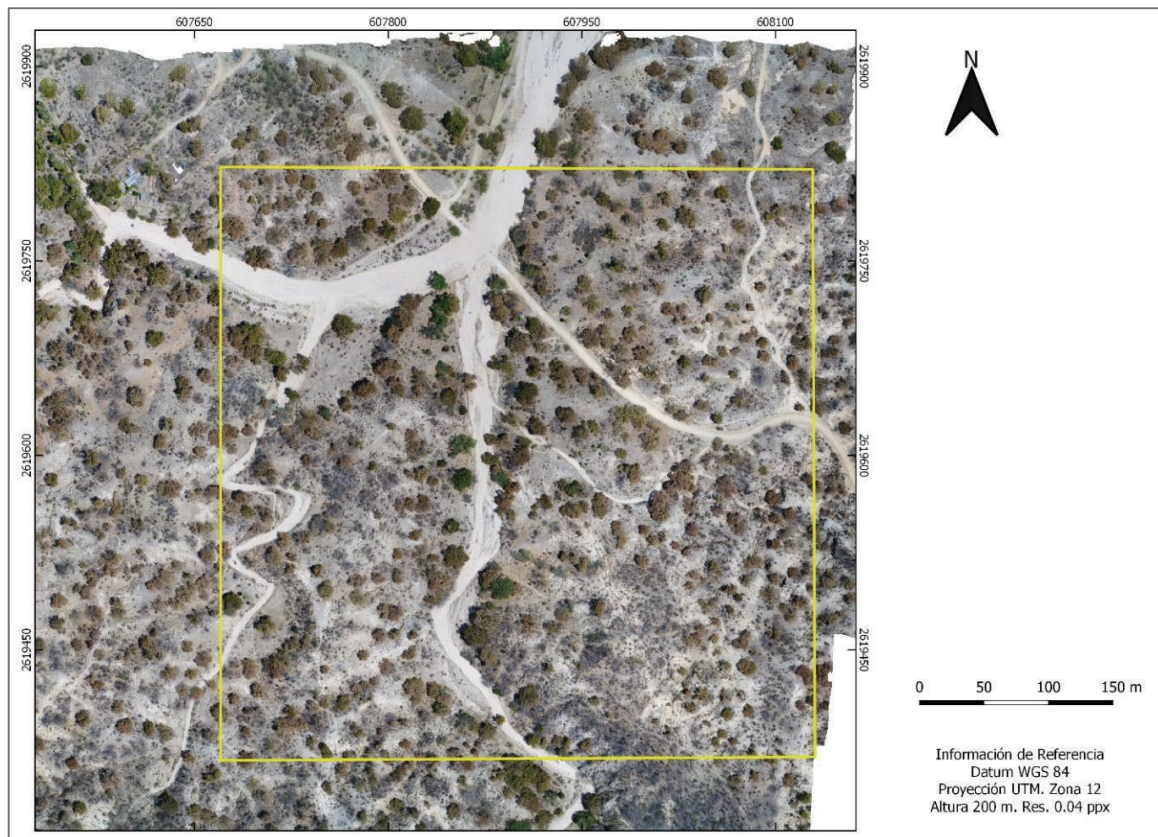 607650 607800 607950 608100
2619900 2619900
N
2619750 2619750
2619600 2619600
2619450 2619450
0 50 100 150 m
Información de Referencia
Datum WGS 84
Proyección UTM. Zona 12
Altura 200 m. Res. 0.04 ppx